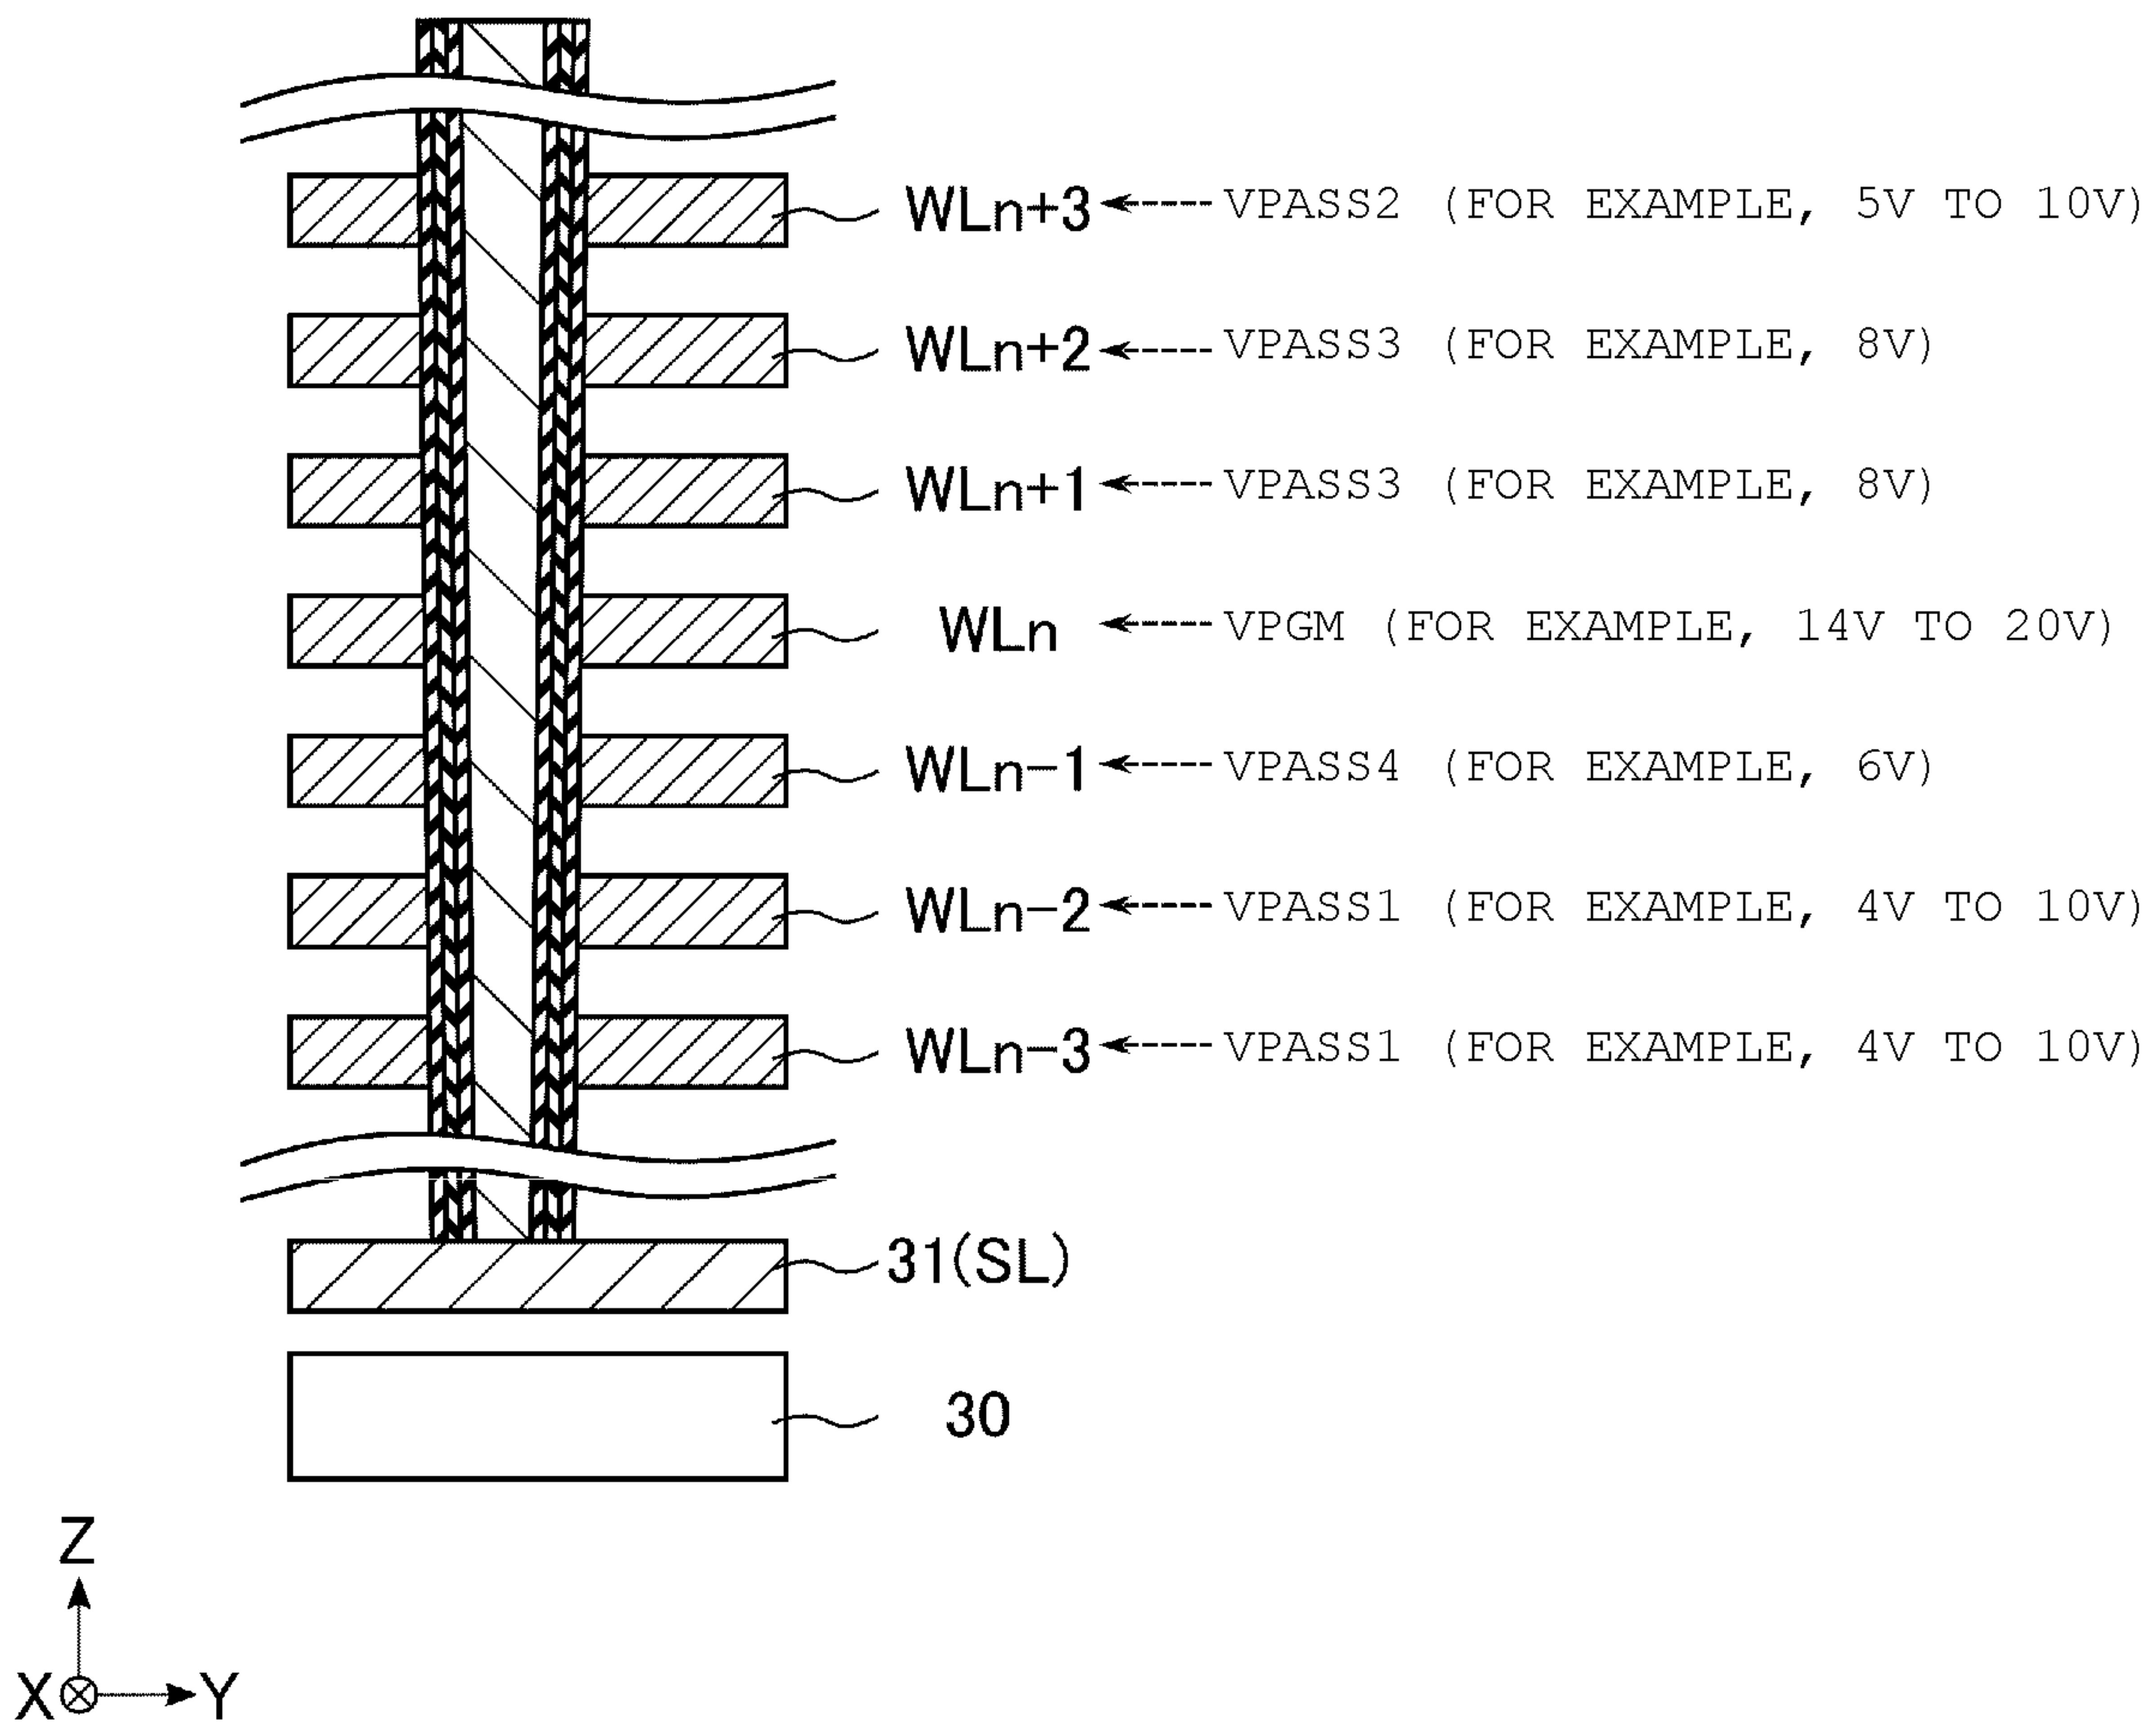 WLn+3 VPASS2 (FOR EXAMPLE, 5V TO 10V)
WLn+2 VPASS3 (FOR EXAMPLE, 8V)
WLn+1 VPASS3 (FOR EXAMPLE, 8V)
WLn VPGM (FOR EXAMPLE, 14V TO 20V)
WLn-1 VPASS4 (FOR EXAMPLE, 6V)
WLn-2 VPASS1 (FOR EXAMPLE, 4V TO 10V)
WLn-3 VPASS1 (FOR EXAMPLE, 4V TO 10V)
31(SL)
30
Z
X Y